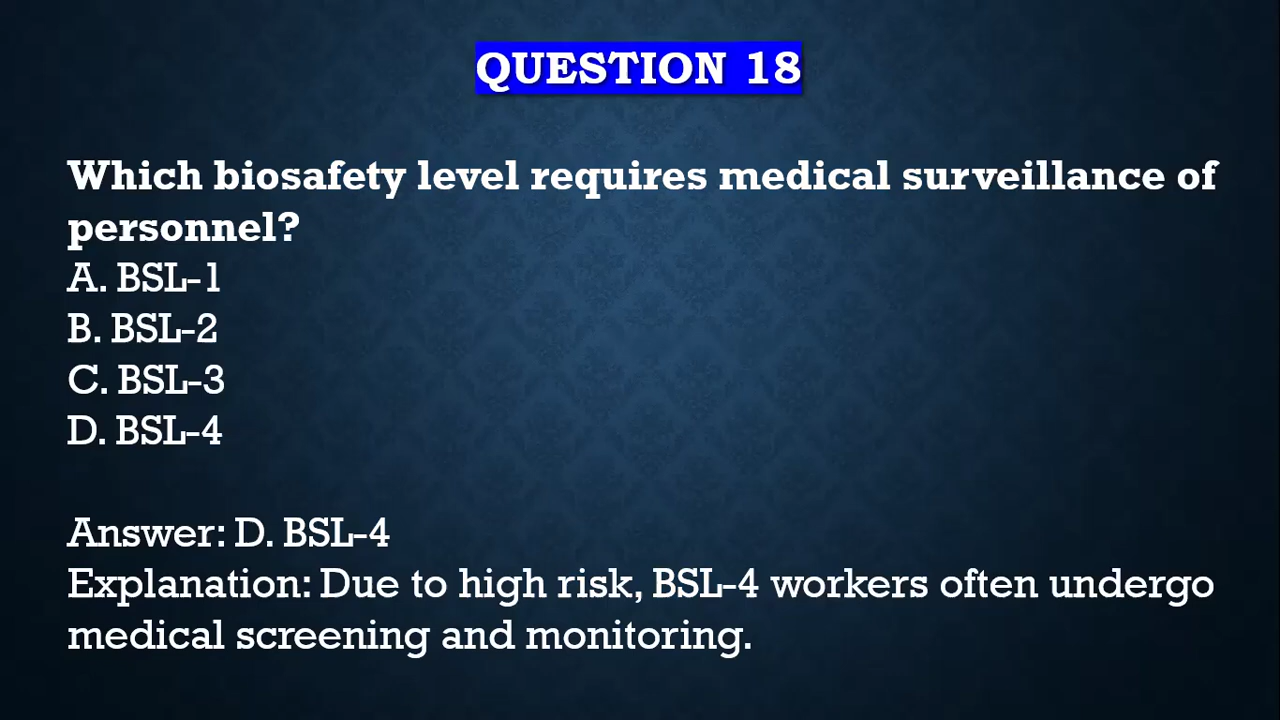 QUESTION 18
Which biosafety level requires medical surveillance of
personnel?
A. BSL-1
B. BSL-2
C. BSL-3
D. BSL-4
Answer: D. BSL-4
Explanation: Due to high risk, BSL-4 workers often undergo
medical screening and monitoring.